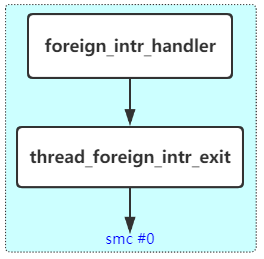 foreign_intr_handler
thread_foreign_intr_exit
smc #0